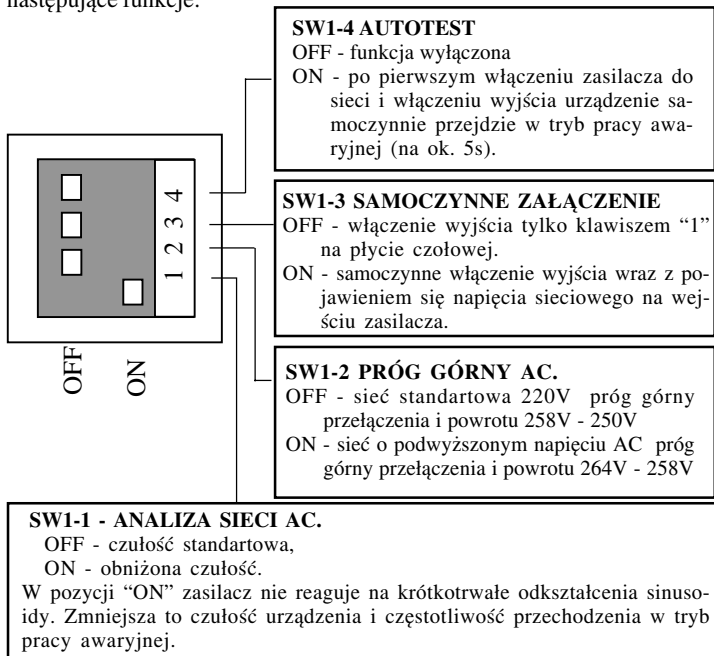 następujące funkcje:
SW1-4 AUTOTEST
OFF - funkcja wyłączona
ON - po pierwszym włączeniu zasilacza do
sieci i włączeniu wyjścia urządzenie sa-
moczynnie przejdzie w tryb pracy awa-
ryjnej (na ok. 5s).
SW1-3 SAMOCZYNNE ZAŁĄCZENIE
OFF - włączenie wyjścia tylko klawiszem “1”
na płycie czołowej.
ON - samoczynne włączenie wyjścia wraz z po-
jawieniem się napięcia sieciowego na wej-
ściu zasilacza.
SW1-2 PRÓG GÓRNY AC.
OFF - sieć standartowa 220V próg górny
przełączenia i powrotu 258V - 250V
ON - sieć o podwyższonym napięciu AC próg
górny przełączenia i powrotu 264V - 258V
1 2 3 4
OFF
ON
SW1-1 - ANALIZA SIECI AC.
OFF - czułość standartowa,
ON - obniżona czułość.
W pozycji “ON” zasilacz nie reaguje na krótkotrwałe odkształcenia sinuso-
idy. Zmniejsza to czułość urządzenia i częstotliwość przechodzenia w tryb
pracy awaryjnej.